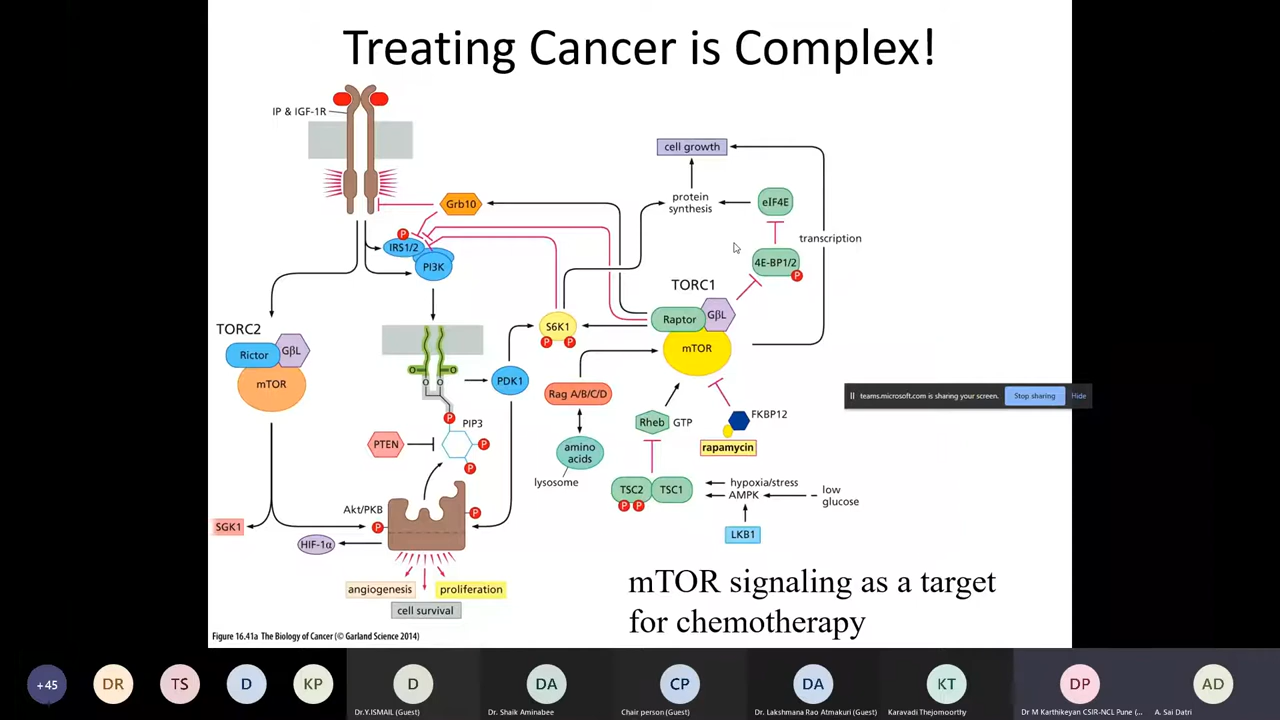 Treating Cancer is Complex!
IP & IGF-1R
cell growth
protein
synthesis
eIF4E
Grb10
P
IRS1/2
PI3K
transcription
4E-BP1/2
P
TORC1
GβL
Raptor
mTOR
S6K1
P P
TORC2
GβL
Rictor
mTOR
O O
O O
PDK1
Rag A/B/C/D
P
PIP3
P
P
PTEN
amino
acids
lysosome
Rheb GTP
FKBP12
rapamycin
TSC2 TSC1
P P
hypoxia/stress
AMPK
low
glucose
LKB1
Akt/PKB
P
P
SGK1
HIF-1α
angiogenesis
proliferation
cell survival
mTOR signaling as a target
for chemotherapy
Figure 16.41a The Biology of Cancer (© Garland Science 2014)
teams.microsoft.com is sharing your screen. Stop sharing Hide
+45 DR TS D KP D DA CP DA KT DP AD
Dr.Y.ISMAIL (Guest) Dr. Shaik Aminabee Chair person (Guest) Dr. Lakshmana Rao Atmakuri (Guest) Karavadi Thejomoorthy Dr M Karthikeyan CSIR-NCL Pune (... A. Sai Datri